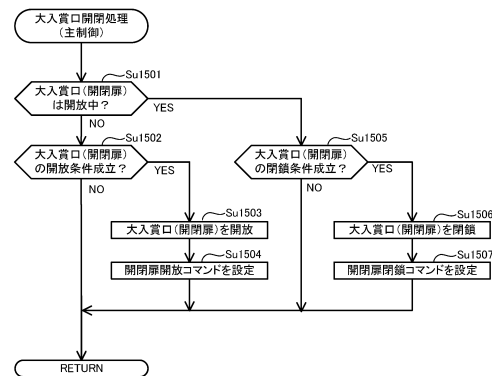 大入賞口開閉処理
(主制御)
Su1501
大入賞口(開閉扉)
は開放中？
YES
NO
Su1502
大入賞口(開閉扉)
の開放条件成立？
YES
NO
Su1505
大入賞口(開閉扉)
の閉鎖条件成立？
YES
NO
Su1503
大入賞口(開閉扉)を開放
Su1504
開閉扉開放コマンドを設定
Su1506
大入賞口(開閉扉)を閉鎖
Su1507
開閉扉閉鎖コマンドを設定
RETURN